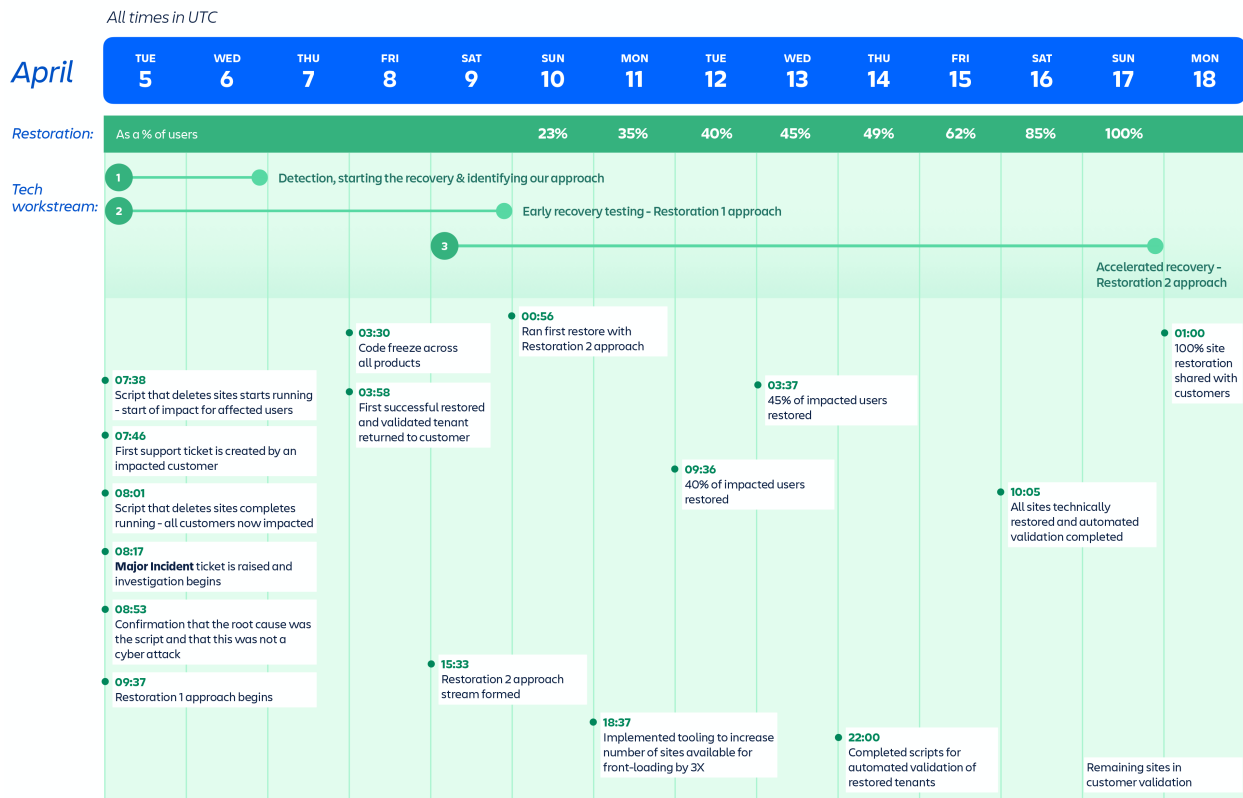 All times in UTC
April
TUE WED THU FRI SAT SUN MON TUE WED THU FRI SAT SUN MON
5 6 7 8 9 10 11 12 13 14 15 16 17 18
Restoration: As a % of users 23% 35% 40% 45% 49% 62% 85% 100%
Tech
workstream:
1 Detection, starting the recovery & identifying our approach
2 Early recovery testing – Restoration 1 approach
3
Accelerated recovery –
Restoration 2 approach
07:38
Script that deletes sites starts running
– start of impact for affected users
07:46
First support ticket is created by an
impacted customer
08:01
Script that deletes sites completes
running – all customers now impacted
08:17
Major Incident ticket is raised and
investigation begins
08:53
Confirmation that the root cause was
the script and that this was not a
cyber attack
09:37
Restoration 1 approach begins
03:30
Code freeze across
all products
03:58
First successful restored
and validated tenant
returned to customer
15:33
Restoration 2 approach
stream formed
00:56
Ran first restore with
Restoration 2 approach
18:37
Implemented tooling to increase
number of sites available for
front-loading by 3X
09:36
40% of impacted users
restored
03:37
45% of impacted users
restored
22:00
Completed scripts for
automated validation of
restored tenants
10:05
All sites technically
restored and automated
validation completed
Remaining sites in
customer validation
01:00
100% site
restoration
shared with
customers